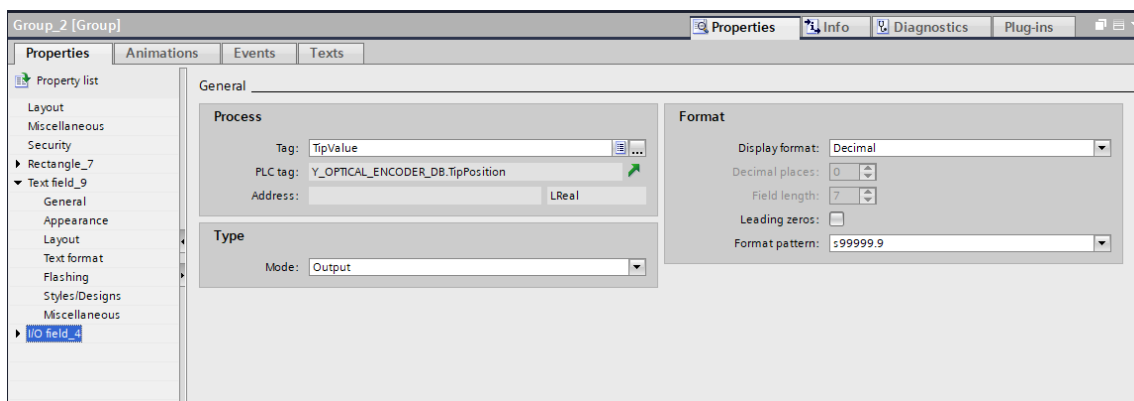 Group_2 [Group]
Properties Info Diagnostics Plug-ins
Properties Animations Events Texts
Property list
Layout
Miscellaneous
Security
Rectangle_7
Text field_9
General
Appearance
Layout
Text format
Flashing
Styles/Designs
Miscellaneous
I/O field_4
General
Process
Tag: TipValue ...
PLC tag: Y_OPTICAL_ENCODER_DB.TipPosition
Address: LReal
Type
Mode: Output
Format
Display format: Decimal
Decimal places: 0
Field length: 7
Leading zeros:
Format pattern: s99999.9